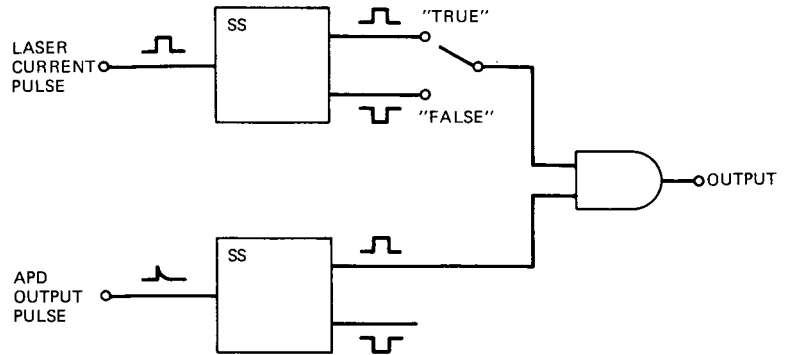 SS
"TRUE"
LASER
CURRENT
PULSE
"FALSE"
OUTPUT
SS
APD
OUTPUT
PULSE